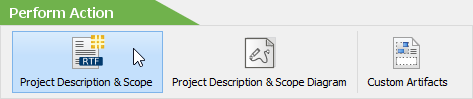 Perform Action
RTF
Project Description & Scope
Project Description & Scope Diagram
Custom Artifacts